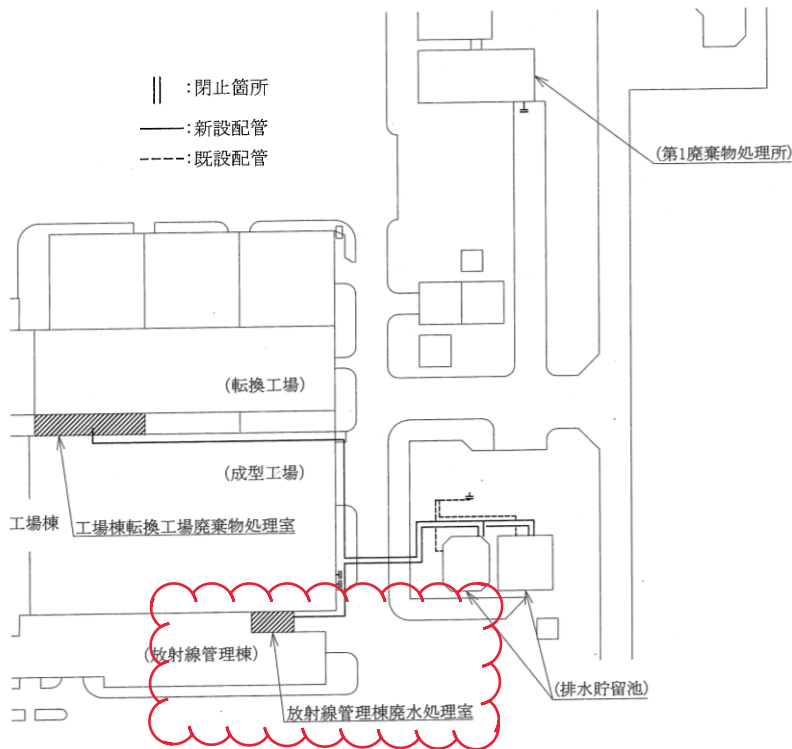 ：閉止箇所
：新設配管
：既設配管
(第1廃棄物処理所)
(転換工場)
(成型工場)
工場棟
工場棟転換工場廃棄物処理室
(放射線管理棟)
放射線管理棟廃水処理室
(排水貯留池)